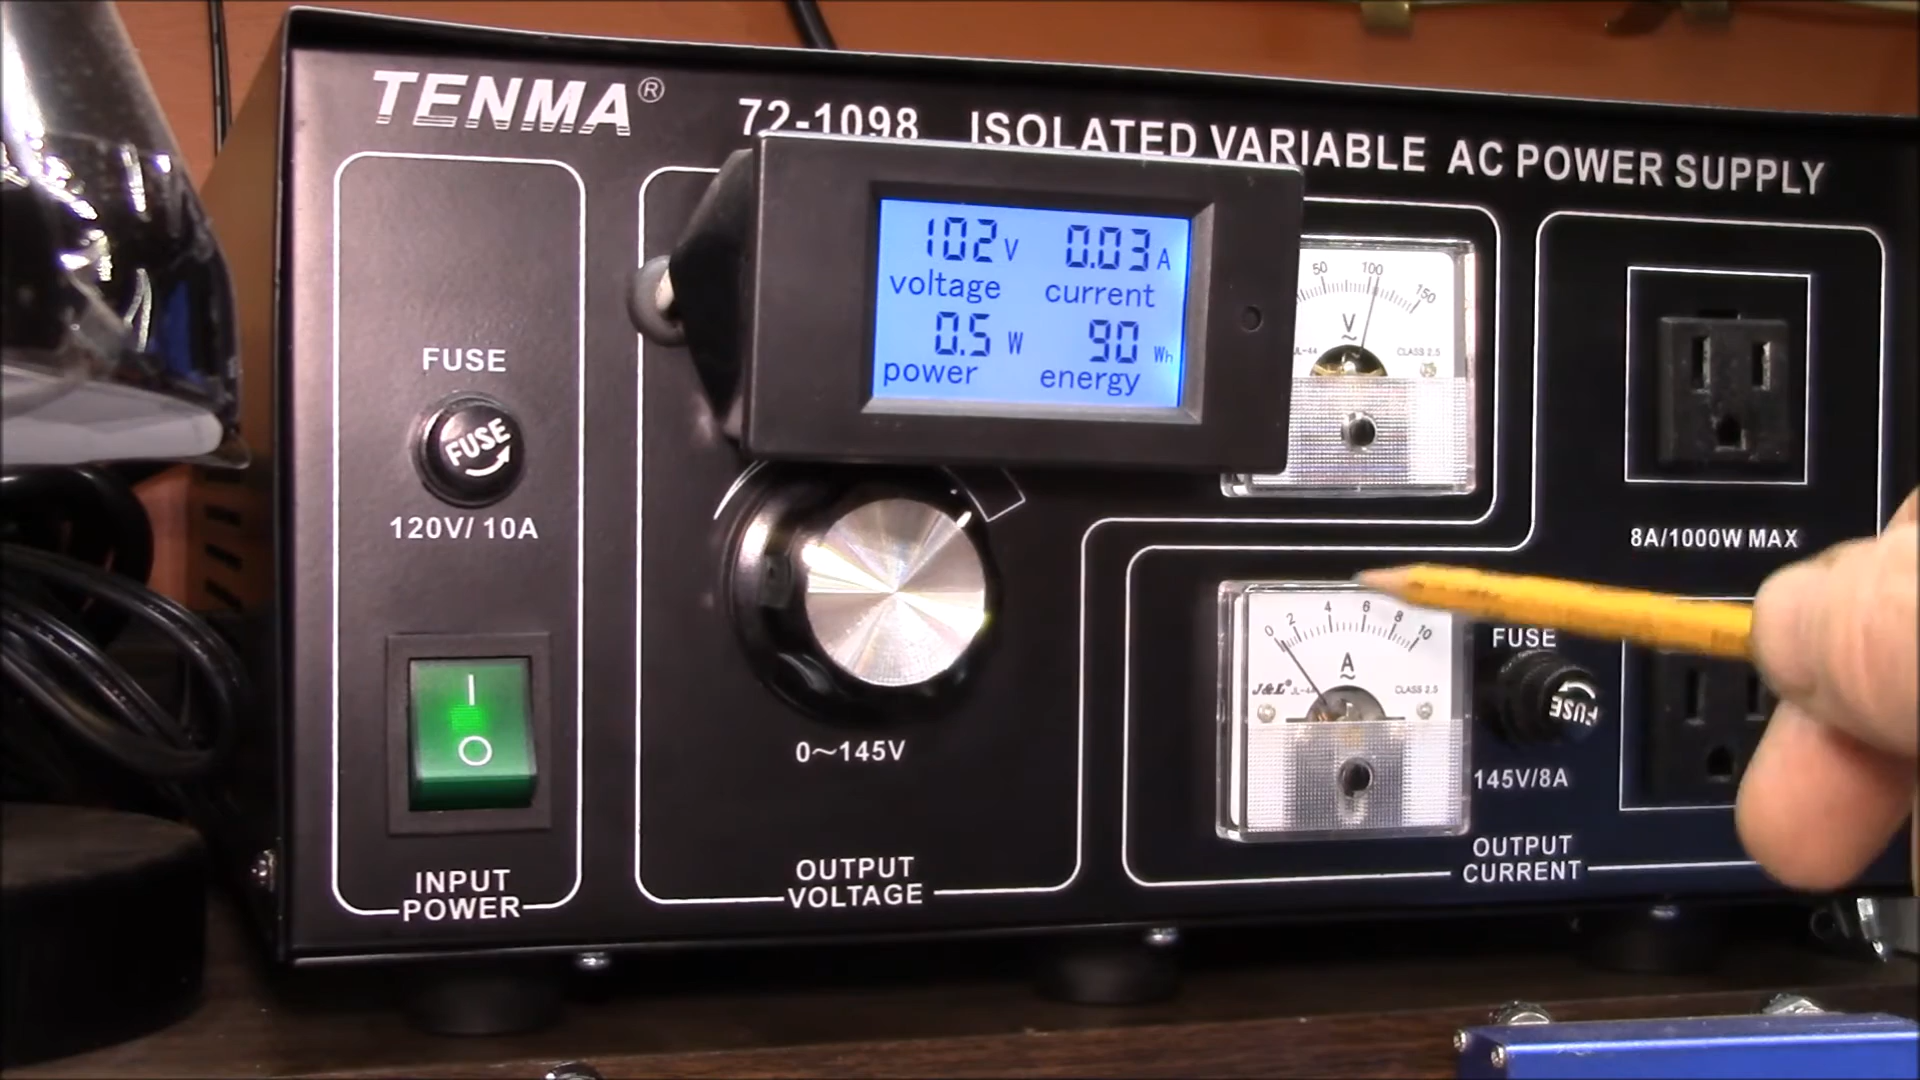 TENMA®
72-1098 ISOLATED VARIABLE AC POWER SUPPLY
102 V 0.03 A
voltage current
0.5 W 90 Wh
power energy
50 100 150
V
CLASS 2.5
FUSE
FUSE
120V/ 10A
I
O
INPUT
POWER
0~145V
OUTPUT
VOLTAGE
8A/1000W MAX
0 2 4 6 8 10
A
J&L® CLASS 2.5
FUSE
FUSE
145V/8A
OUTPUT
CURRENT